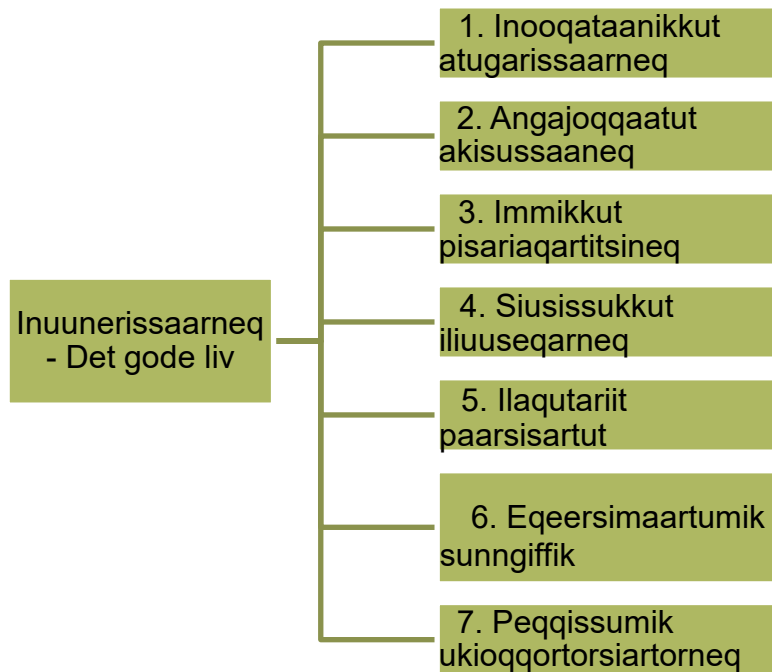 Inuunerissaarneq
- Det gode liv
1. Inooqataanikkut
atugarissaarneq
2. Angajoqqaatut
akisussaaneq
3. Immikkut
pisariaqartitsineq
4. Siusissukkut
iliuuseqarneq
5. Ilaqutariit
paarsisartut
6. Eqeersimaartumik
sunngiffik
7. Peqqissumik
ukioqqortorsiartorneq